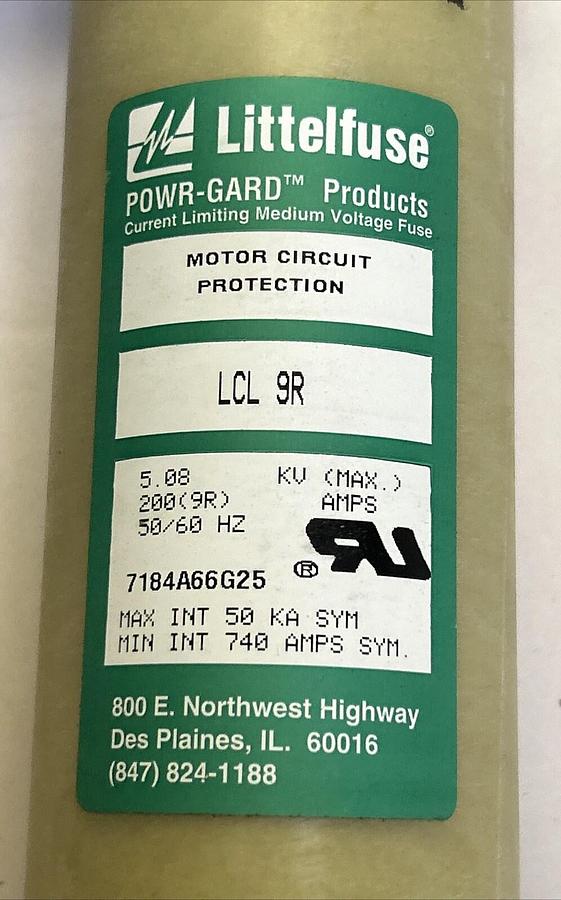 Littelfuse®
POWR-GARD™ Products
Current Limiting Medium Voltage Fuse
MOTOR CIRCUIT
PROTECTION
LCL 9R
5.08 KV (MAX.)
200(9R) AMPS
50/60 HZ
7184A66G25 ® RU
MAX INT 50 KA SYM
MIN INT 740 AMPS SYM.
800 E. Northwest Highway
Des Plaines, IL. 60016
(847) 824-1188